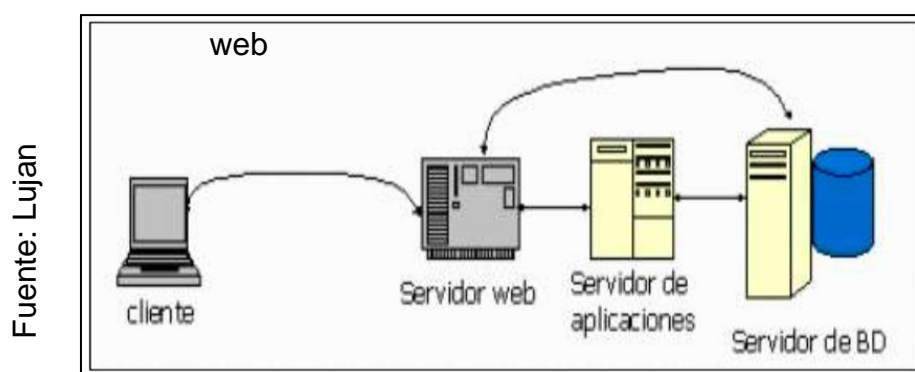 web
Fuente: Lujan
cliente
Servidor web
Servidor de
aplicaciones
Servidor de BD